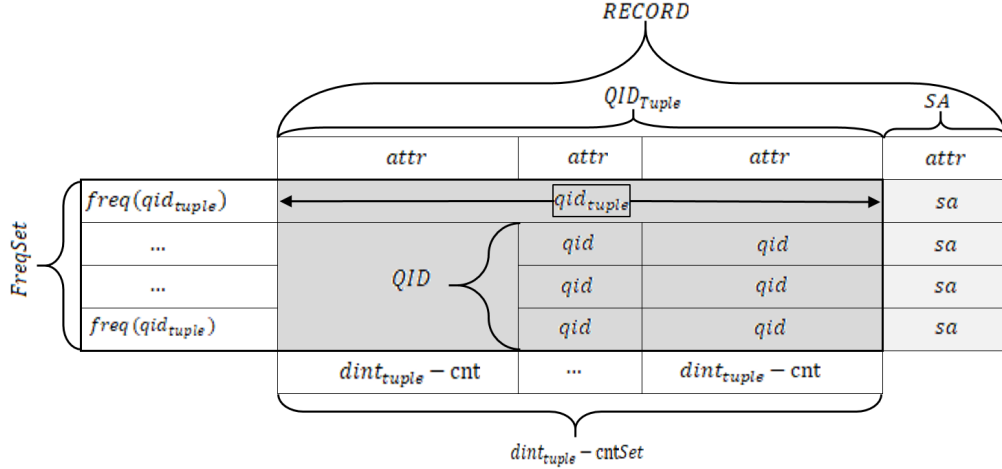 RECORD
QID_Tuple SA
attr attr attr attr
freq(qid_tuple) qid_tuple sa
... qid qid sa
FreqSet ... QID qid qid sa
freq(qid_tuple) qid qid sa
dint_tuple − cnt ... dint_tuple − cnt
dint_tuple − cntSet